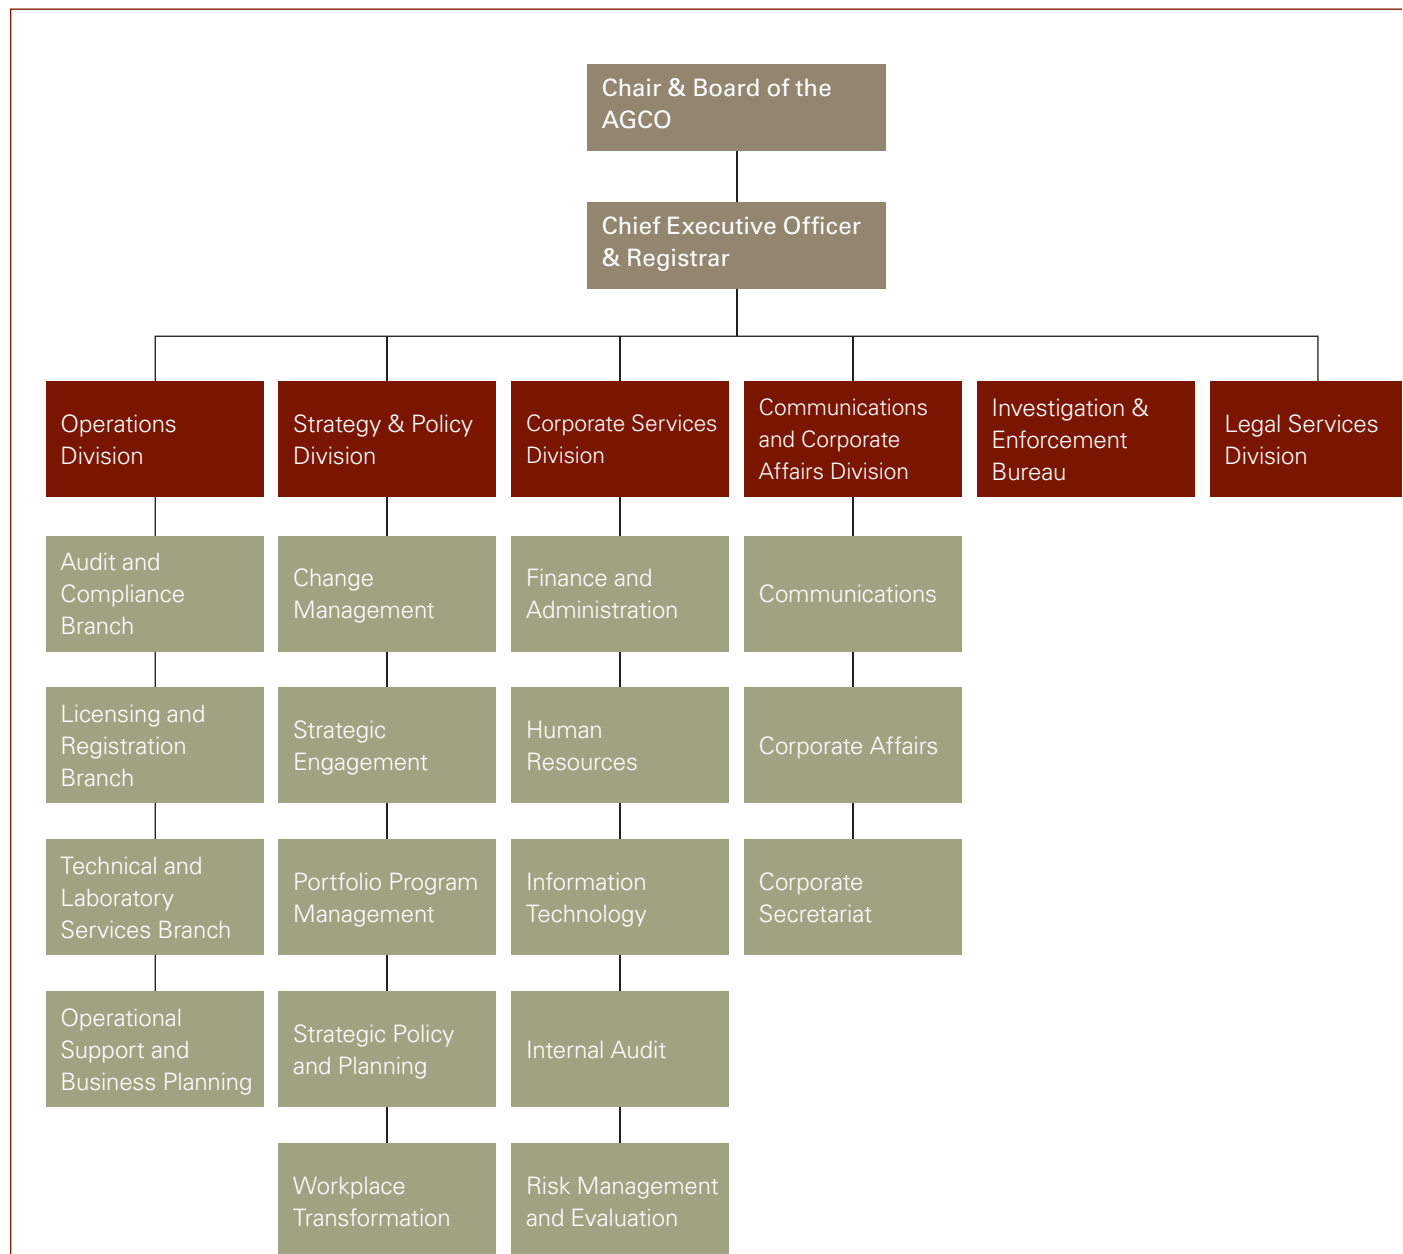 Chair & Board of the
AGCO
Chief Executive Officer
& Registrar
Operations
Division
Strategy & Policy
Division
Corporate Services
Division
Communications
and Corporate
Affairs Division
Investigation &
Enforcement
Bureau
Legal Services
Division
Audit and
Compliance
Branch
Change
Management
Finance and
Administration
Communications
Licensing and
Registration
Branch
Strategic
Engagement
Human
Resources
Corporate Affairs
Technical and
Laboratory
Services Branch
Portfolio Program
Management
Information
Technology
Corporate
Secretariat
Operational
Support and
Business Planning
Strategic Policy
and Planning
Internal Audit
Workplace
Transformation
Risk Management
and Evaluation